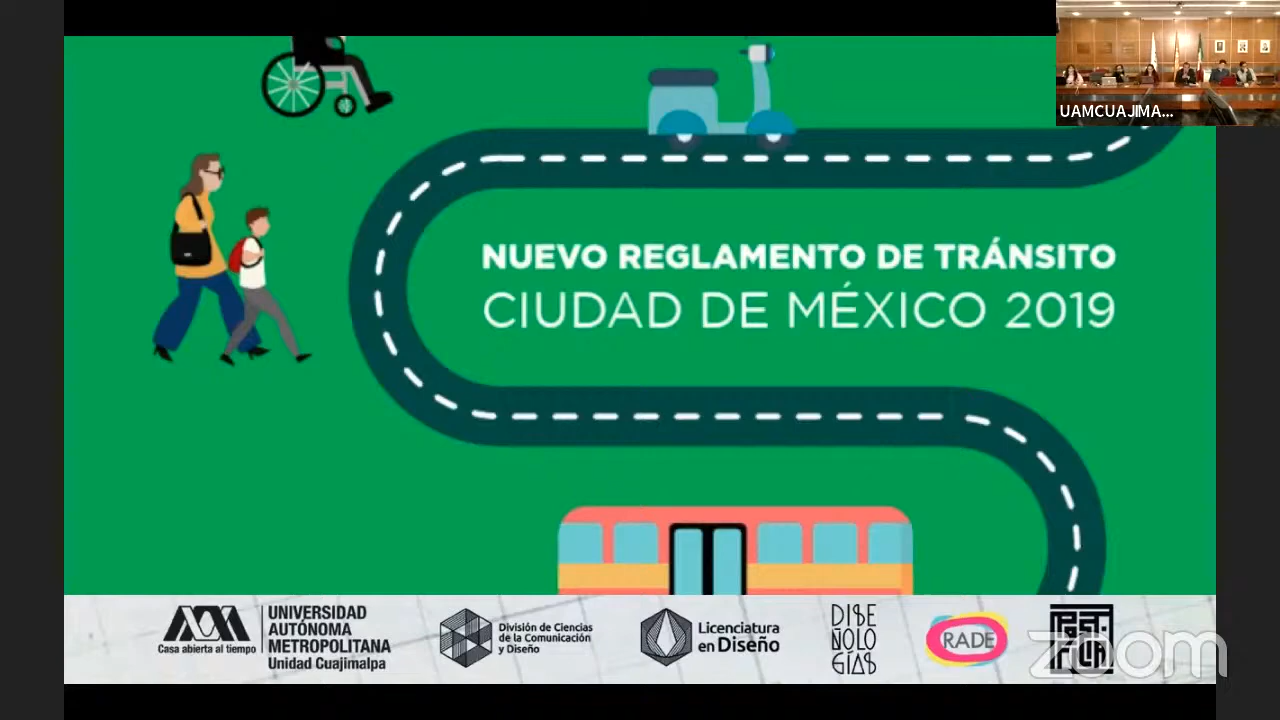 UAMCUAJIMA...
NUEVO REGLAMENTO DE TRÁNSITO
CIUDAD DE MÉXICO 2019
Casa abierta al tiempo
UNIVERSIDAD
AUTÓNOMA
METROPOLITANA
Unidad Cuajimalpa
División de Ciencias
de la Comunicación
y Diseño
Licenciatura
en Diseño
DISE
ÑOLO
GÍAS
RADE
zoom